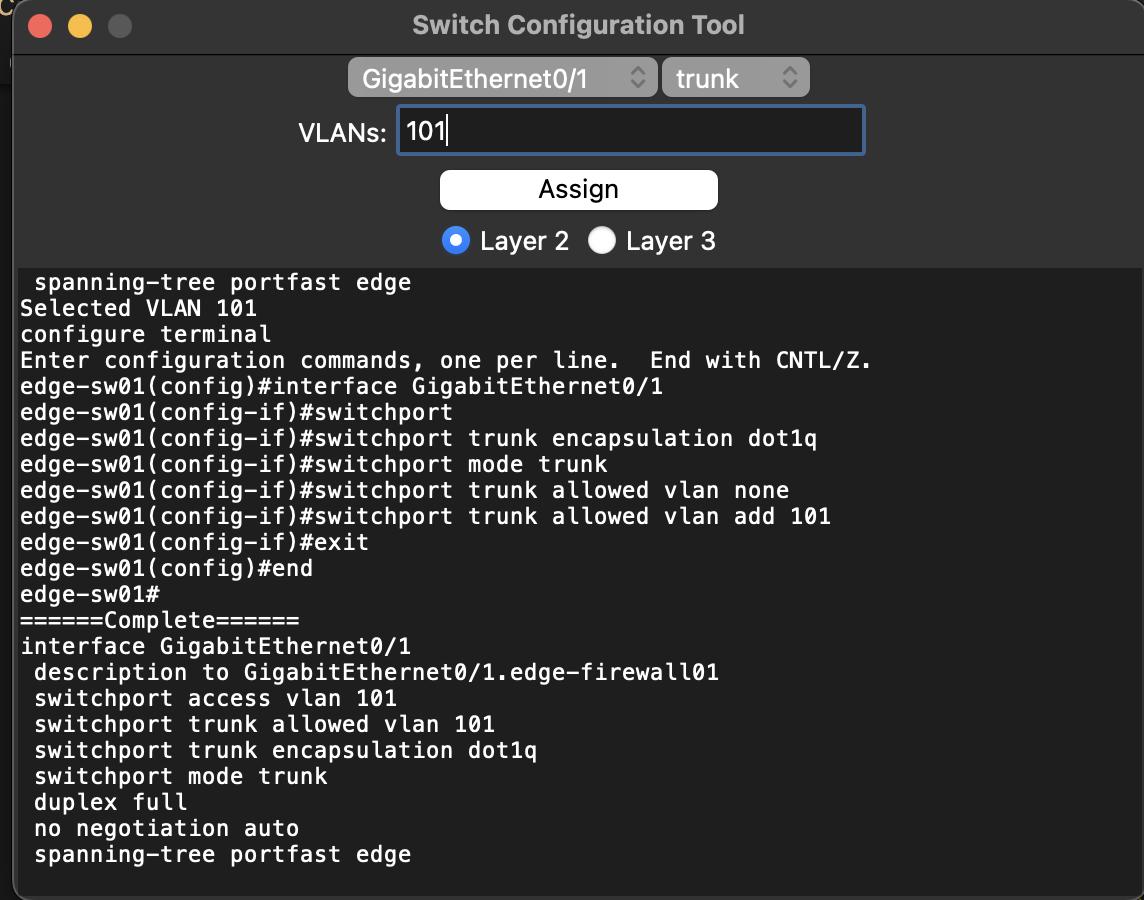 Switch Configuration Tool
GigabitEthernet0/1 trunk
VLANs: 101
Assign
Layer 2 Layer 3
 spanning-tree portfast edge
Selected VLAN 101
configure terminal
Enter configuration commands, one per line.  End with CNTL/Z.
edge-sw01(config)#interface GigabitEthernet0/1
edge-sw01(config-if)#switchport
edge-sw01(config-if)#switchport trunk encapsulation dot1q
edge-sw01(config-if)#switchport mode trunk
edge-sw01(config-if)#switchport trunk allowed vlan none
edge-sw01(config-if)#switchport trunk allowed vlan add 101
edge-sw01(config-if)#exit
edge-sw01(config)#end
edge-sw01#
======Complete======
interface GigabitEthernet0/1
 description to GigabitEthernet0/1.edge-firewall01
 switchport access vlan 101
 switchport trunk allowed vlan 101
 switchport trunk encapsulation dot1q
 switchport mode trunk
 duplex full
 no negotiation auto
 spanning-tree portfast edge